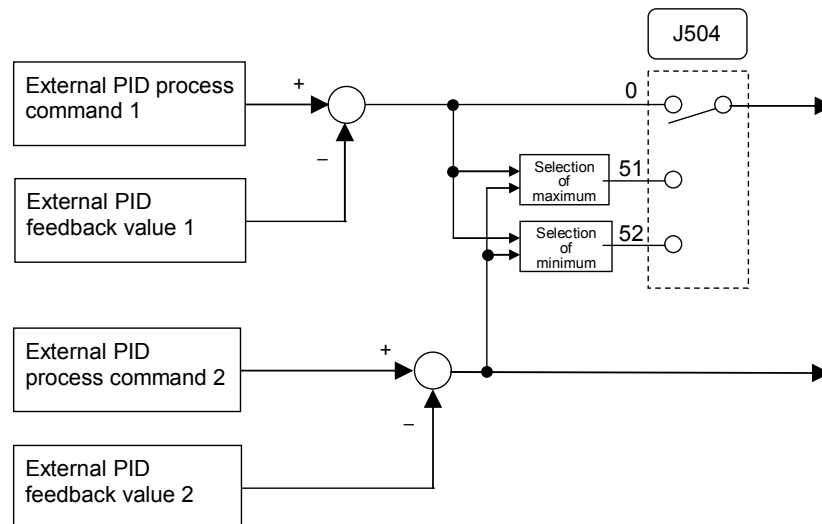 J504
External PID process
command 1
+
0
−
External PID
feedback value 1
Selection
of
maximum
51
Selection
of
minimum
52
External PID
process command 2
+
−
External PID
feedback value 2